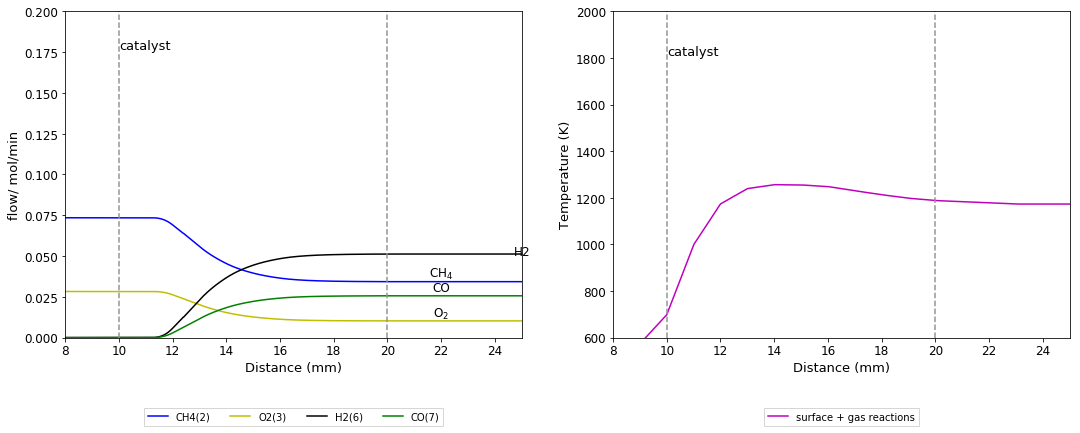 0.200
0.175
0.150
0.125
0.100
0.075
0.050
0.025
0.000
flow/ mol/min
catalyst
H2
CH4
CO
O2
8 10 12 14 16 18 20 22 24
Distance (mm)
CH4(2) O2(3) H2(6) CO(7)
2000
1800
1600
1400
1200
1000
800
600
Temperature (K)
catalyst
8 10 12 14 16 18 20 22 24
Distance (mm)
surface + gas reactions